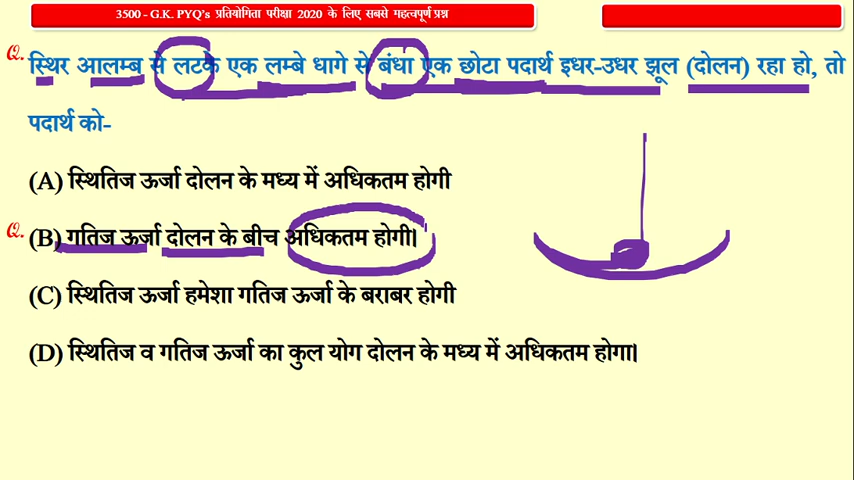 3500 - G.K. PYQ's प्रतियोगिता परीक्षा 2020 के लिए सबसे महत्वपूर्ण प्रश्न
Q. स्थिर आलम्ब से लटके एक लम्बे धागे से बंधा एक छोटा पदार्थ इधर-उधर झूल (दोलन) रहा हो, तो
पदार्थ को-
(A) स्थितिज ऊर्जा दोलन के मध्य में अधिकतम होगी
Q. (B) गतिज ऊर्जा दोलन के बीच अधिकतम होगी।
(C) स्थितिज ऊर्जा हमेशा गतिज ऊर्जा के बराबर होगी
(D) स्थितिज व गतिज ऊर्जा का कुल योग दोलन के मध्य में अधिकतम होगा।